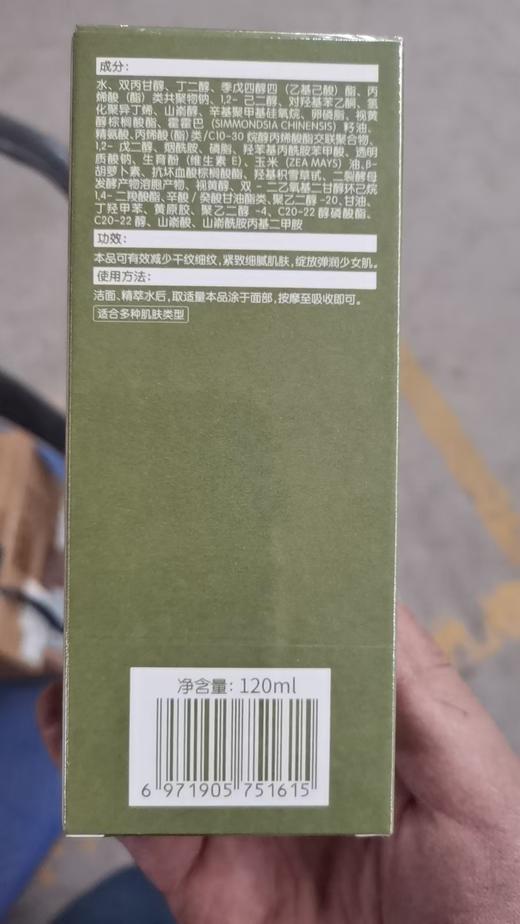 成分:
水、双丙甘醇、丁二醇、季戊四醇四(乙基己酸)酯、丙
烯酸(酯)类共聚物钠、1,2-己二醇、对羟基苯乙酮、氢
化聚异丁烯、山嵛醇、辛基聚甲基硅氧烷、卵磷脂、视黄
醇棕榈酸酯、霍霍巴(SIMMONDSIA CHINENSIS)籽油、
精氨酸、丙烯酸(酯)类/C10-30烷醇丙烯酸酯交联聚合物、
1,2-戊二醇、烟酰胺、磷脂、羟苯基丙酰胺苯甲酸、透明
质酸钠、生育酚(维生素E)、玉米(ZEA MAYS)油、β-
胡萝卜素、抗坏血酸棕榈酸酯、羟基积雪草甙、二裂酵母
发酵产物溶胞产物、视黄醇、双-二乙氧基二甘醇环己烷
1,4-二羧酸酯、辛酸/癸酸甘油酯类、聚乙二醇-20、甘油、
丁羟甲苯、黄原胶、聚乙二醇-4、C20-22醇磷酸酯、
C20-22醇、山嵛酸、山嵛酰胺丙基二甲胺
功效:
本品可有效减少干纹细纹,紧致细腻肌肤,绽放弹润少女肌。
使用方法:
洁面、精萃水后,取适量本品涂于面部,按摩至吸收即可。
适合多种肌肤类型
净含量: 120ml
6 971905 751615